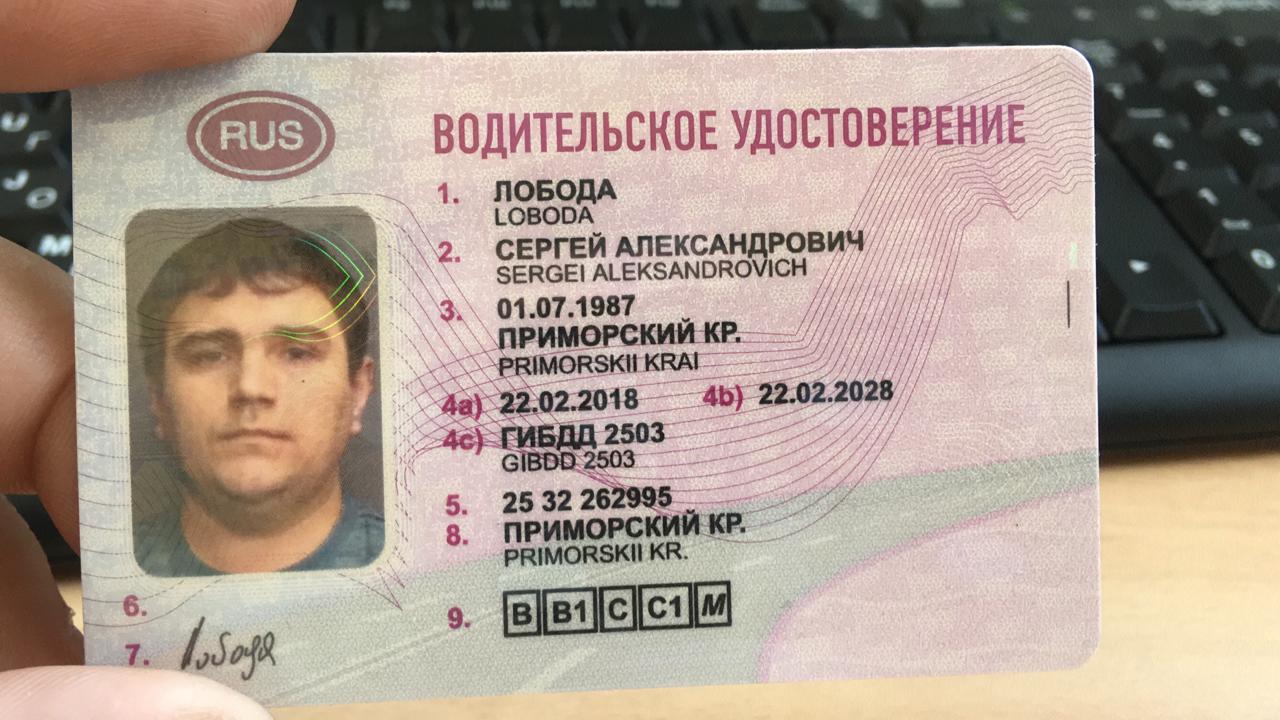 RUS
ВОДИТЕЛЬСКОЕ УДОСТОВЕРЕНИЕ
1. ЛОБОДА
LOBODA
2. СЕРГЕЙ АЛЕКСАНДРОВИЧ
SERGEI ALEKSANDROVICH
3. 01.07.1987
ПРИМОРСКИЙ КР.
PRIMORSKII KRAI
4a) 22.02.2018 4b) 22.02.2028
4c) ГИБДД 2503
GIBDD 2503
5. 25 32 262995
8. ПРИМОРСКИЙ КР.
PRIMORSKII KR.
9. B B1 C C1 M
6.
7. Лобода